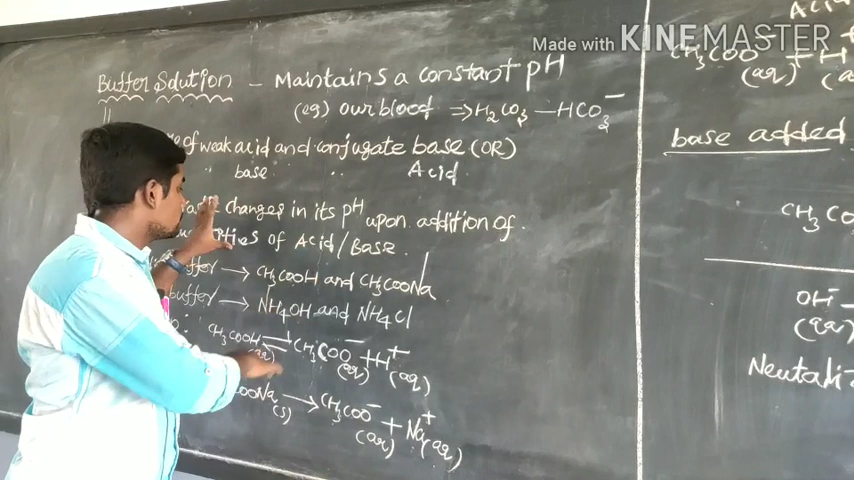 Made with KINEMASTER
Buffer Solution – Maintains a constant pH
(eg) our blood ⇒ H₂CO₃ — HCO₃⁻
of weak acid and conjugate base (OR)
" base " Acid.
changes in its pH upon addition of.
of Acid/Base.
buffer → CH₃COOH and CH₃COONa
buffer → NH4OH and NH4Cl
CH₃COOH(aq) ⇌ CH₃COO⁻(aq) + H⁺(aq)
COONa(s) → CH₃COO⁻(aq) + Na⁺(aq)
CH₃COO⁻(aq) + H
base added
CH₃CO
OH⁻(aq)